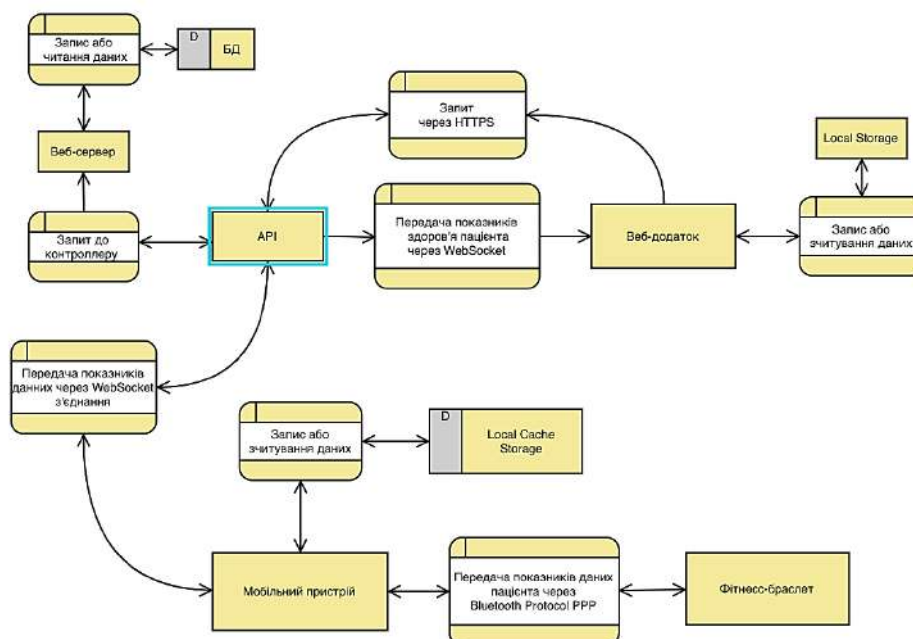 Запис або
читання даних
D
БД
Запит
через HTTPS
Веб-сервер
Local Storage
Запит до
контроллеру
API
Передача показників
здоров'я пацієнта
через WebSocket
Веб-додаток
Запис або
зчитування даних
Передача показників
данних через WebSocket
з'єднання
Запис або
зчитування даних
D
Local Cache
Storage
Мобільний пристрій
Передача показників даних
пацієнта через
Bluetooth Protocol PPP
Фітнесс-браслет